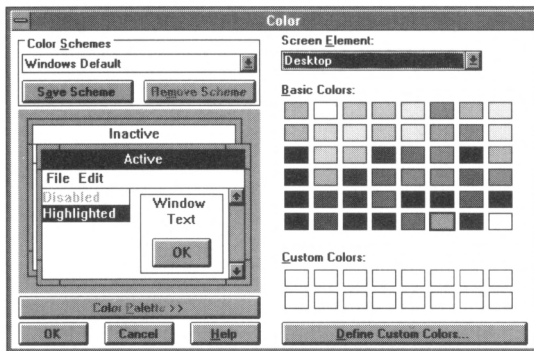 Color
Color Schemes
Windows Default
Save Scheme Remove Scheme
Inactive
Active
File Edit
Disabled
Highlighted
Window
Text
OK
Color Palette >>
OK Cancel Help
Screen Element:
Desktop
Basic Colors:
Custom Colors:
Define Custom Colors...